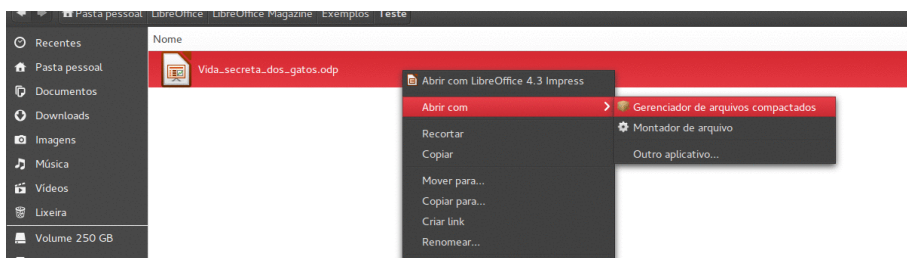 Pasta pessoal LibreOffice LibreOffice Magazine Exemplos Teste
Recentes
Pasta pessoal
Documentos
Downloads
Imagens
Música
Vídeos
Lixeira
Volume 250 GB
Nome
Vida_secreta_dos_gatos.odp
Abrir com LibreOffice 4.3 Impress
Abrir com
Recortar
Copiar
Mover para...
Copiar para...
Criar link
Renomear...
Gerenciador de arquivos compactados
Montador de arquivo
Outro aplicativo...